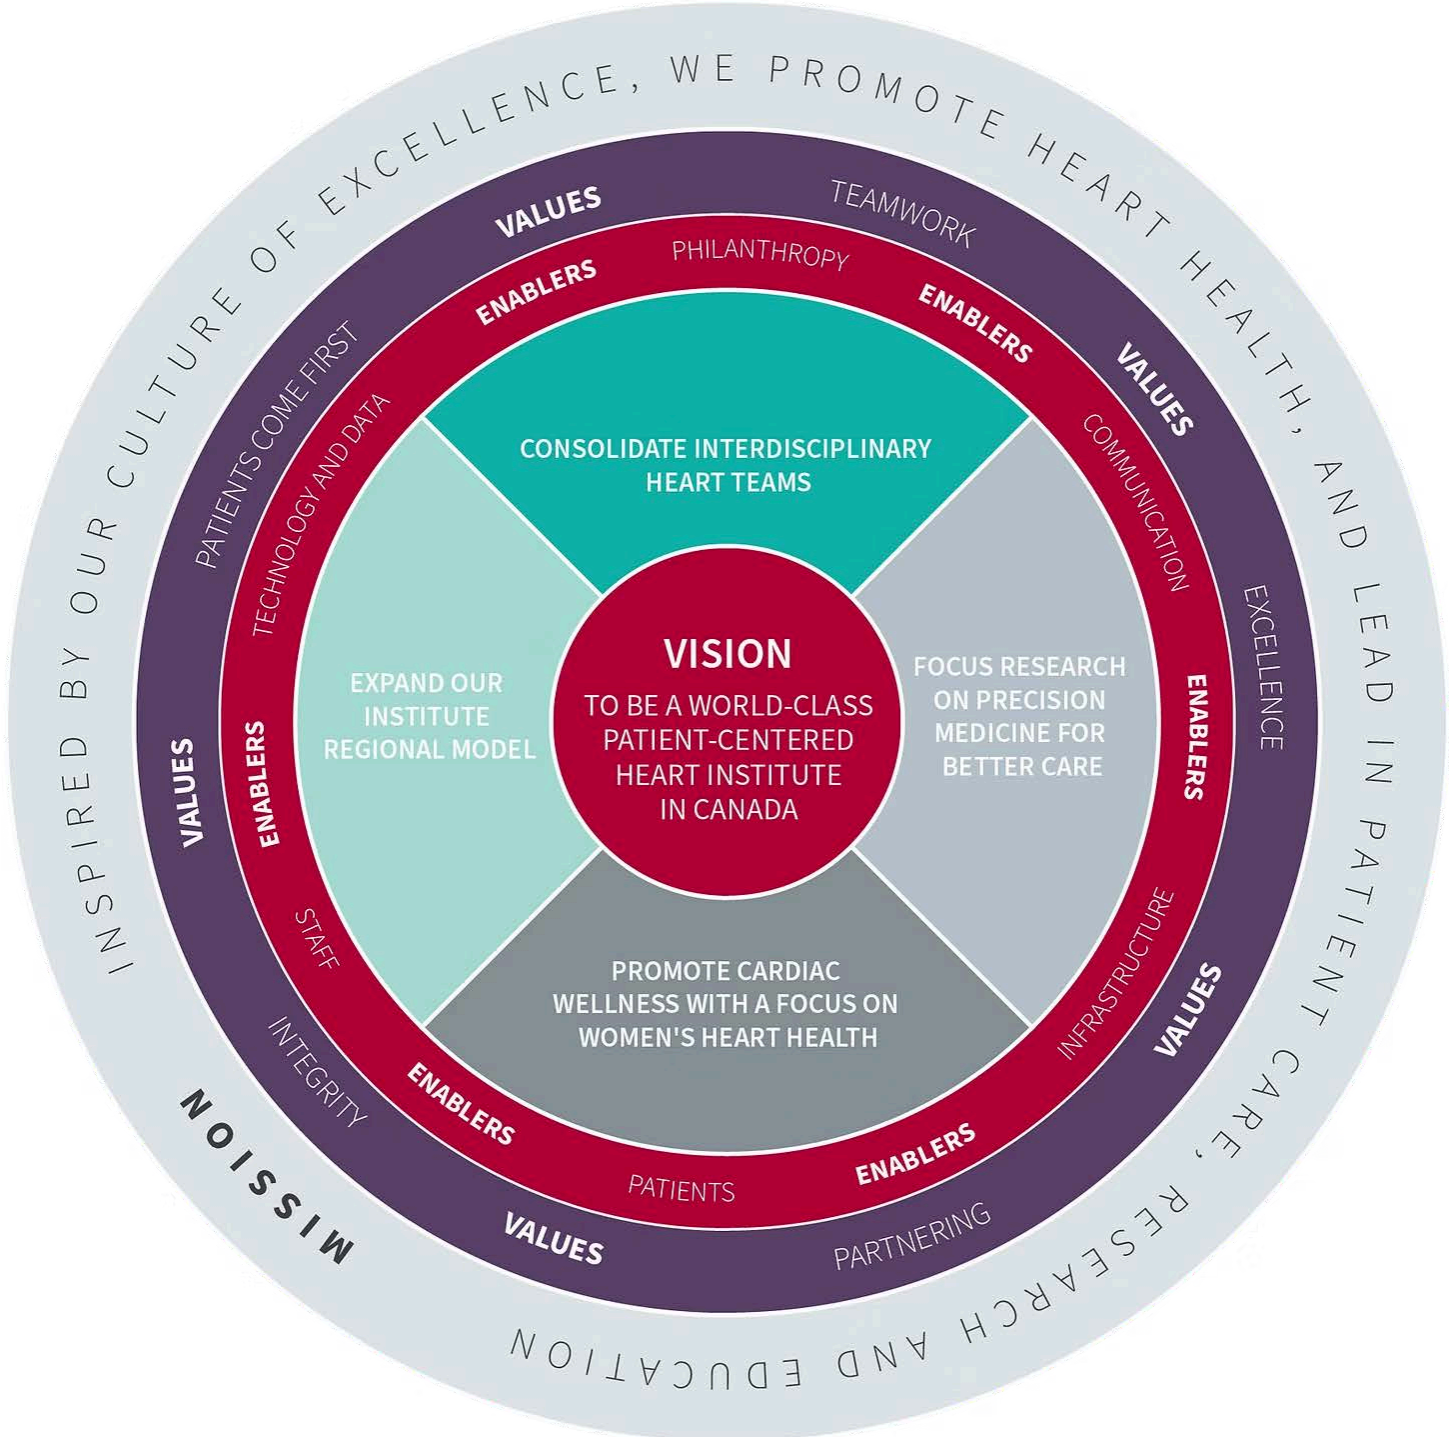 MISSION
INSPIRED BY OUR CULTURE OF EXCELLENCE, WE PROMOTE HEART HEALTH, AND LEAD IN PATIENT CARE, RESEARCH AND EDUCATION
VALUES
TEAMWORK
VALUES
EXCELLENCE
VALUES
PARTNERING
VALUES
INTEGRITY
VALUES
PATIENTS COME FIRST
ENABLERS
PHILANTHROPY
ENABLERS
COMMUNICATION
ENABLERS
INFRASTRUCTURE
ENABLERS
PATIENTS
ENABLERS
STAFF
ENABLERS
TECHNOLOGY AND DATA
CONSOLIDATE INTERDISCIPLINARY
HEART TEAMS
FOCUS RESEARCH
ON PRECISION
MEDICINE FOR
BETTER CARE
PROMOTE CARDIAC
WELLNESS WITH A FOCUS ON
WOMEN'S HEART HEALTH
EXPAND OUR
INSTITUTE
REGIONAL MODEL
VISION
TO BE A WORLD-CLASS
PATIENT-CENTERED
HEART INSTITUTE
IN CANADA